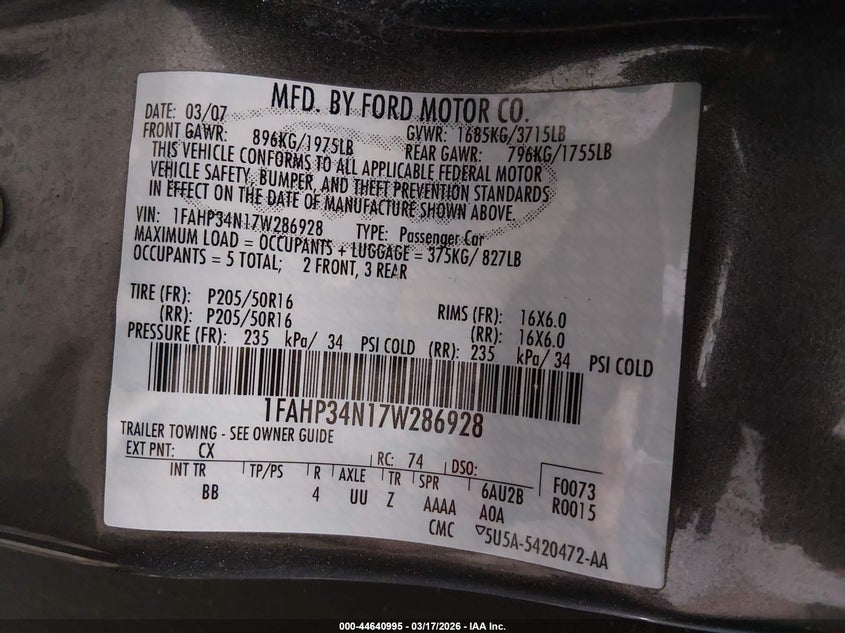 MFD. BY FORD MOTOR CO.
DATE: 03/07
GVWR: 1685KG/3715LB
FRONT GAWR: 896KG/1975LB
REAR GAWR: 796KG/1755LB
THIS VEHICLE CONFORMS TO ALL APPLICABLE FEDERAL MOTOR
VEHICLE SAFETY, BUMPER, AND THEFT PREVENTION STANDARDS
IN EFFECT ON THE DATE OF MANUFACTURE SHOWN ABOVE.
VIN: 1FAHP34N17W286928 TYPE: Passenger Car
MAXIMUM LOAD = OCCUPANTS + LUGGAGE = 375KG/ 827LB
OCCUPANTS = 5 TOTAL; 2 FRONT, 3 REAR
TIRE (FR): P205/50R16 RIMS (FR): 16X6.0
(RR): P205/50R16 (RR): 16X6.0
PRESSURE (FR): 235 kPa/ 34 PSI COLD (RR): 235 kPa/ 34 PSI COLD
1FAHP34N17W286928
TRAILER TOWING - SEE OWNER GUIDE
EXT PNT: CX RC: 74 DSO: F0073
INT TR TP/PS R AXLE TR SPR 6AU2B R0015
BB 4 UU Z AAAA A0A
CMC ▽5U5A-5420472-AA
000-44640995 — 03/17/2026 — IAA Inc.